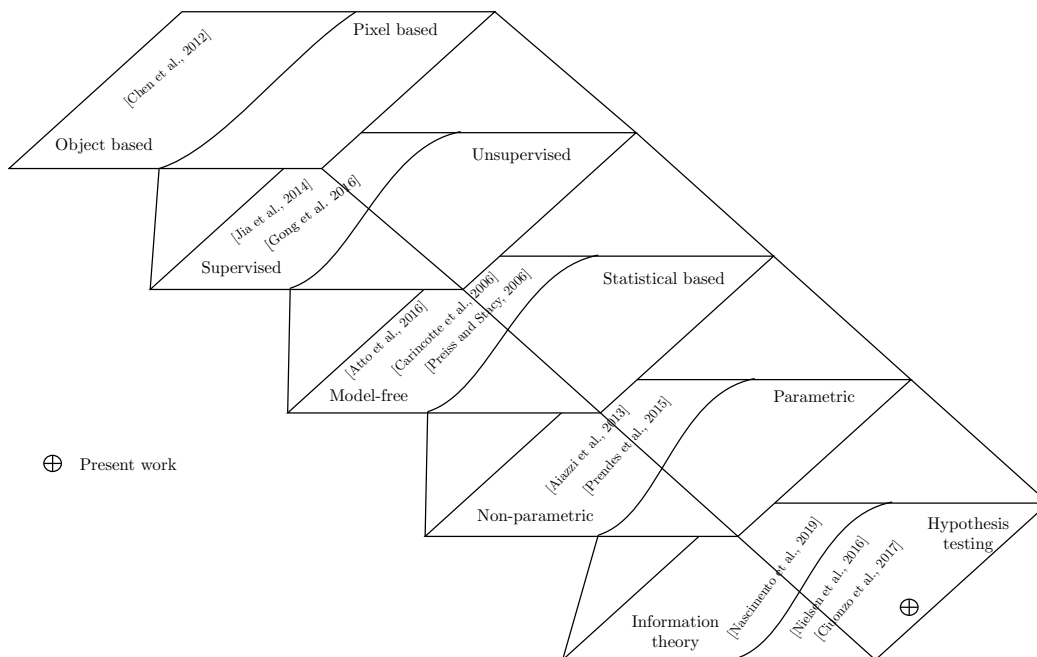 Pixel based
[Chen et al., 2012]
Object based
Unsupervised
[Jia et al., 2014]
[Gong et al. 2016]
Supervised
Statistical based
[Atto et al., 2016]
[Carincotte et al., 2006]
[Preiss and Stacy, 2006]
Model-free
Parametric
[Aiazzi et al., 2013]
[Prendes et al., 2015]
Present work
Non-parametric
Hypothesis
testing
[Nascimento et al., 2019]
[Nielsen et al., 2016]
[Ciuonzo et al., 2017]
Information
theory